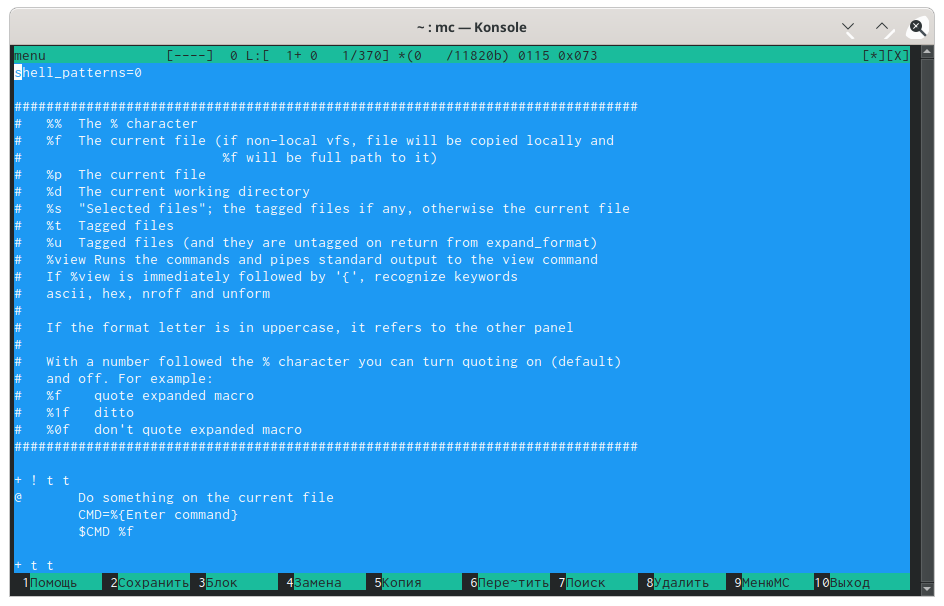 ~ : mc — Konsole
menu [----] 0 L:[ 1+ 0 1/370] *(0 /11820b) 0115 0x073 [*][X]
shell_patterns=0
##############################################################################
# %% The % character
# %f The current file (if non-local vfs, file will be copied locally and
# %f will be full path to it)
# %p The current file
# %d The current working directory
# %s "Selected files"; the tagged files if any, otherwise the current file
# %t Tagged files
# %u Tagged files (and they are untagged on return from expand_format)
# %view Runs the commands and pipes standard output to the view command
# If %view is immediately followed by '{', recognize keywords
# ascii, hex, nroff and unform
#
# If the format letter is in uppercase, it refers to the other panel
#
# With a number followed the % character you can turn quoting on (default)
# and off. For example:
# %f quote expanded macro
# %1f ditto
# %0f don't quote expanded macro
##############################################################################
+ ! t t
@ Do something on the current file
CMD=%{Enter command}
$CMD %f
+ t t
1Помощь 2Сохранить 3Блок 4Замена 5Копия 6Пере~тить 7Поиск 8Удалить 9МенюMC 10Выход